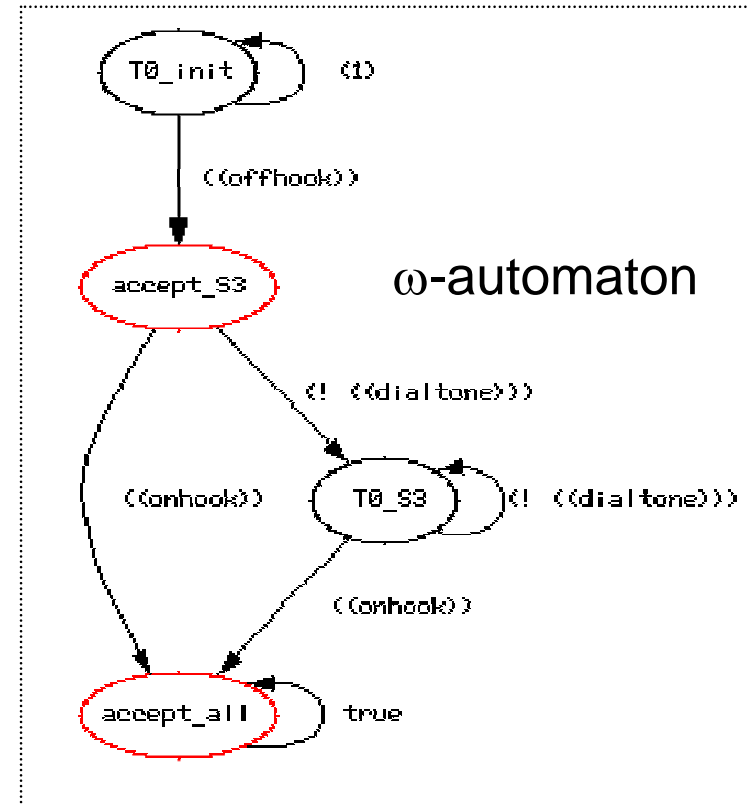 T0_init
(1)
((offhook))
accept_S3
ω-automaton
(! ((dialtone)))
((onhook))
T0_S3
(! ((dialtone)))
((onhook))
accept_all
true